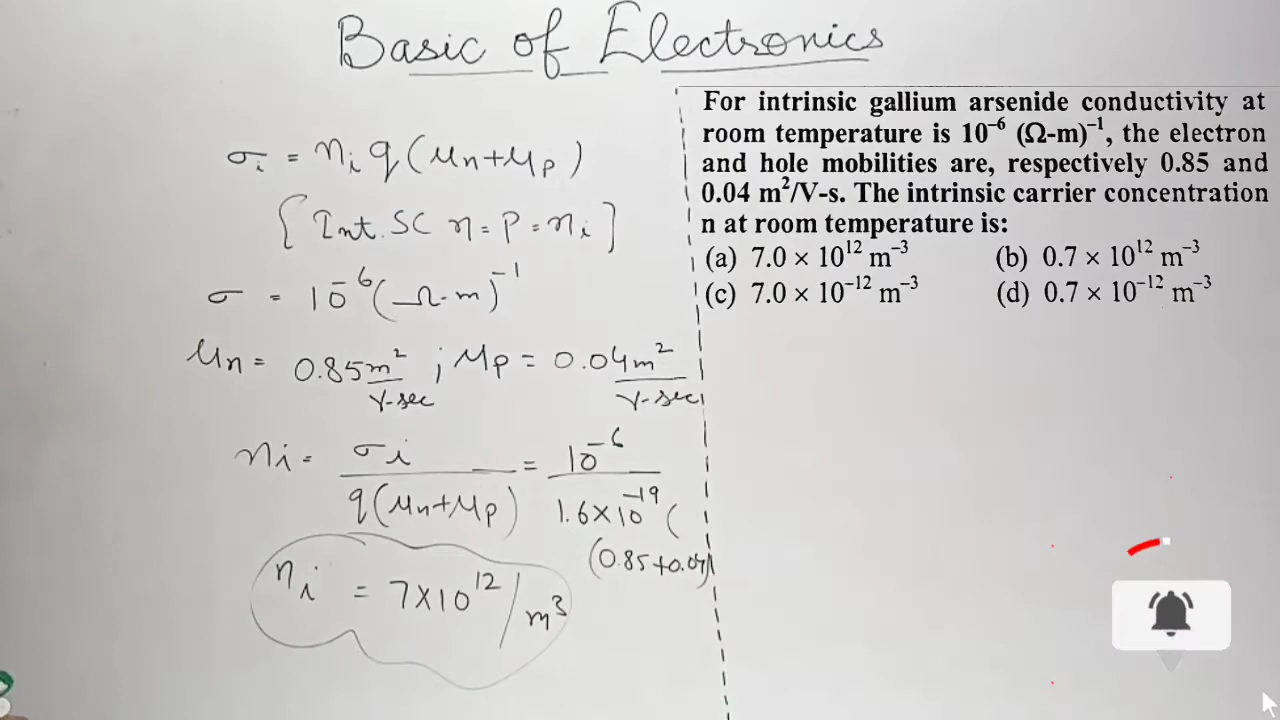 Basic of Electronics
σi = ni q (μn+μp)
{ Int. SC n = P = ni ]
σ = 10⁻⁶ (Ω·m)⁻¹
μn = 0.85 m²/V-sec ; μp = 0.04 m²/V-sec
ni = σi / q(μn+μp) = 10⁻⁶ / 1.6×10⁻¹⁹ (
(0.85+0.04)
ni = 7×10¹² / m³
For intrinsic gallium arsenide conductivity at
room temperature is 10⁻⁶ (Ω-m)⁻¹, the electron
and hole mobilities are, respectively 0.85 and
0.04 m²/V-s. The intrinsic carrier concentration
n at room temperature is:
(a) 7.0 × 10¹² m⁻³ (b) 0.7 × 10¹² m⁻³
(c) 7.0 × 10⁻¹² m⁻³ (d) 0.7 × 10⁻¹² m⁻³